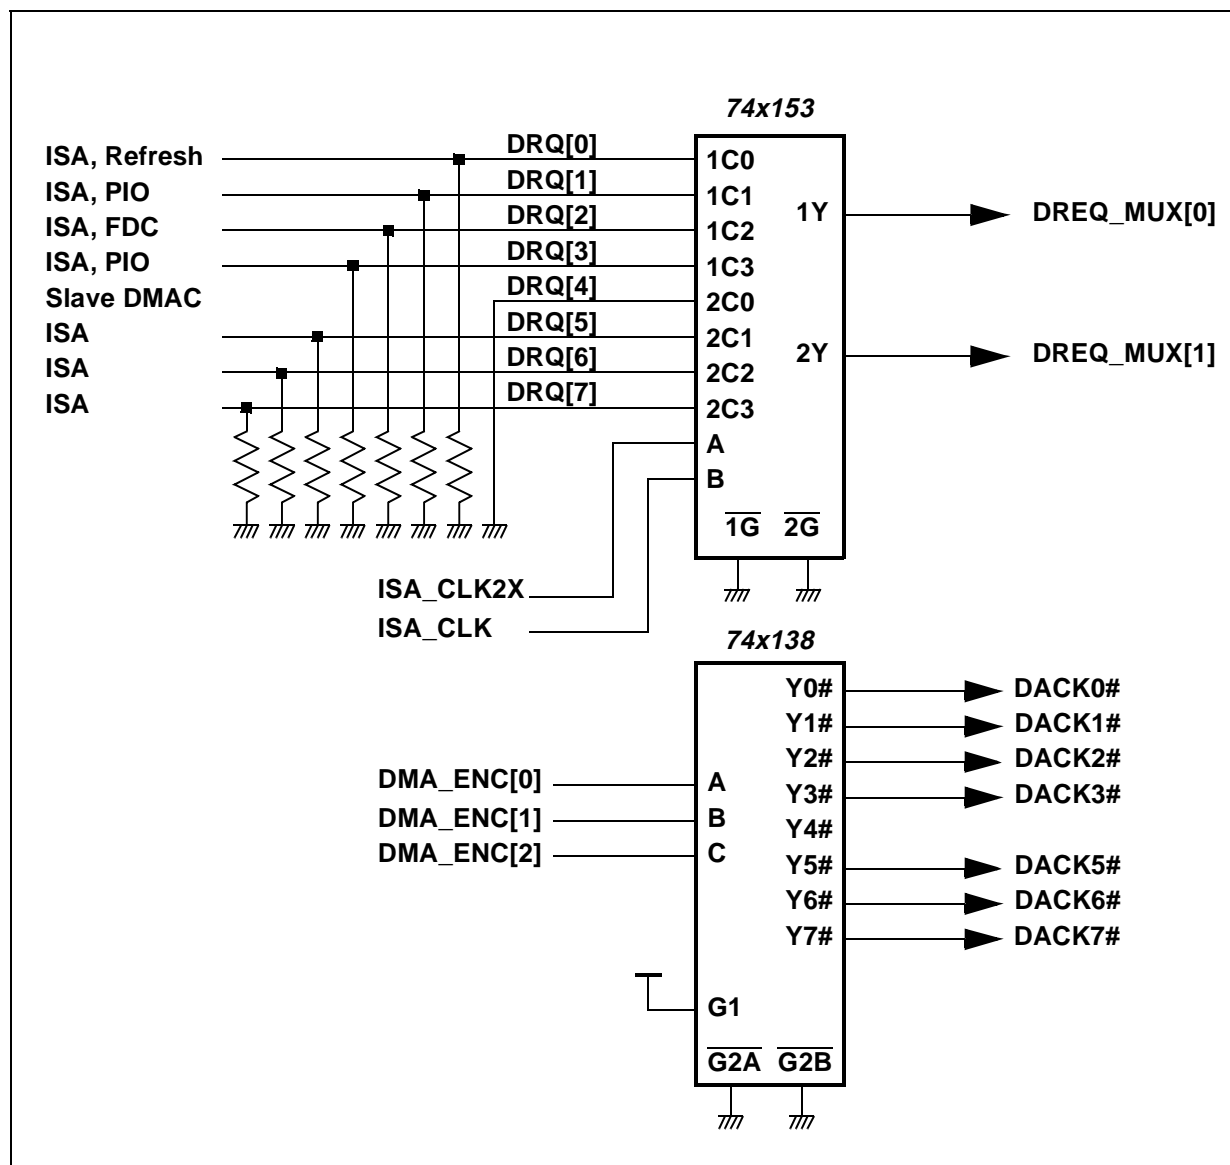 74x153
ISA, Refresh
DRQ[0]
1C0
ISA, PIO
DRQ[1]
1C1
1Y
DREQ_MUX[0]
ISA, FDC
DRQ[2]
1C2
ISA, PIO
DRQ[3]
1C3
Slave DMAC
DRQ[4]
2C0
ISA
DRQ[5]
2C1
2Y
DREQ_MUX[1]
ISA
DRQ[6]
2C2
ISA
DRQ[7]
2C3
A
B
1G 2G
ISA_CLK2X
ISA_CLK
74x138
Y0# DACK0#
Y1# DACK1#
Y2# DACK2#
DMA_ENC[0]
A
Y3# DACK3#
DMA_ENC[1]
B
Y4#
DMA_ENC[2]
C
Y5# DACK5#
Y6# DACK6#
Y7# DACK7#
G1
G2A G2B